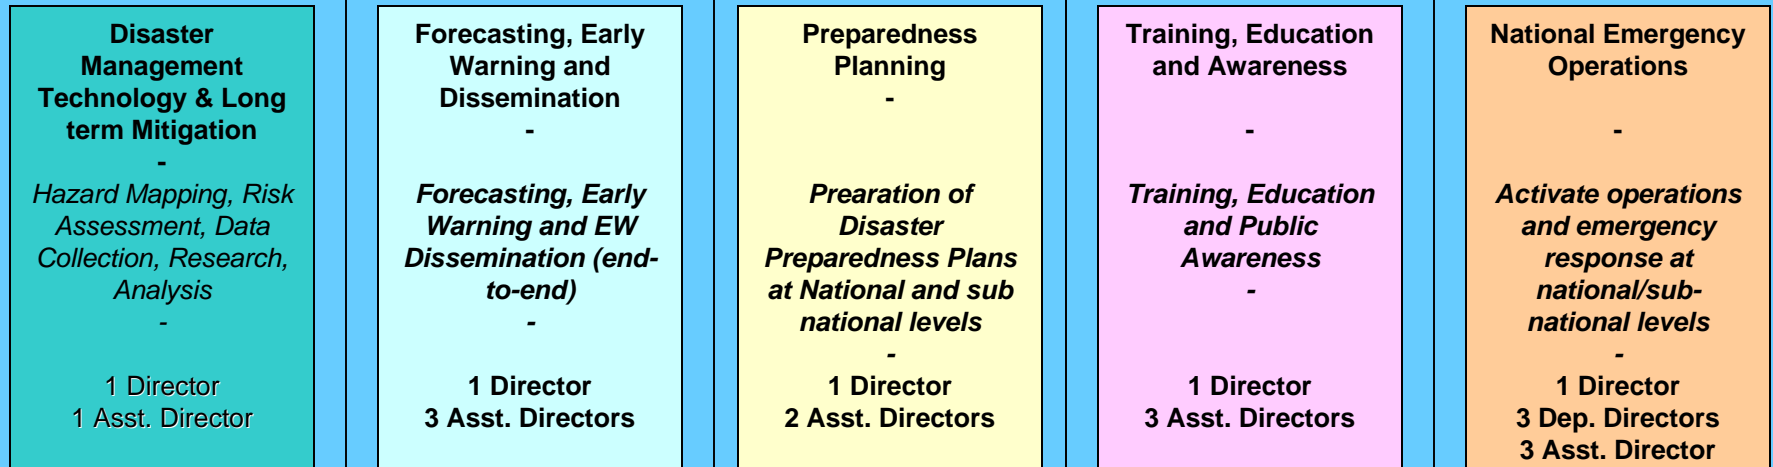 Disaster
Management
Technology & Long
term Mitigation
-
Hazard Mapping, Risk
Assessment, Data
Collection, Research,
Analysis
-
1 Director
1 Asst. Director
Forecasting, Early
Warning and
Dissemination
-
Forecasting, Early
Warning and EW
Dissemination (end-
to-end)
-
1 Director
3 Asst. Directors
Preparedness
Planning
-
Prearation of
Disaster
Preparedness Plans
at National and sub
national levels
-
1 Director
2 Asst. Directors
Training, Education
and Awareness
-
Training, Education
and Public
Awareness
-
1 Director
3 Asst. Directors
National Emergency
Operations
-
Activate operations
and emergency
response at
national/sub-
national levels
-
1 Director
3 Dep. Directors
3 Asst. Director